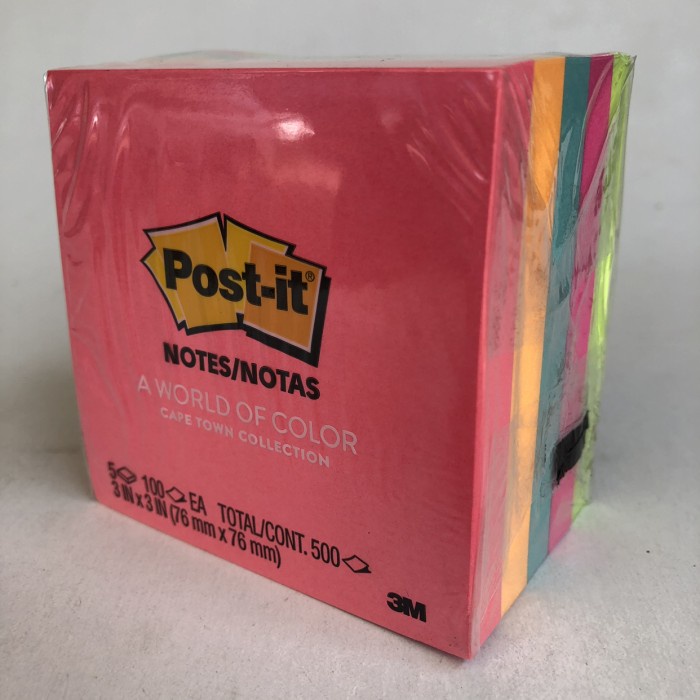 Post-it®
NOTES/NOTAS
A WORLD OF COLOR
CAPE TOWN COLLECTION
5 100 EA TOTAL/CONT. 500
3 IN x 3 IN (76 mm x 76 mm)
3M